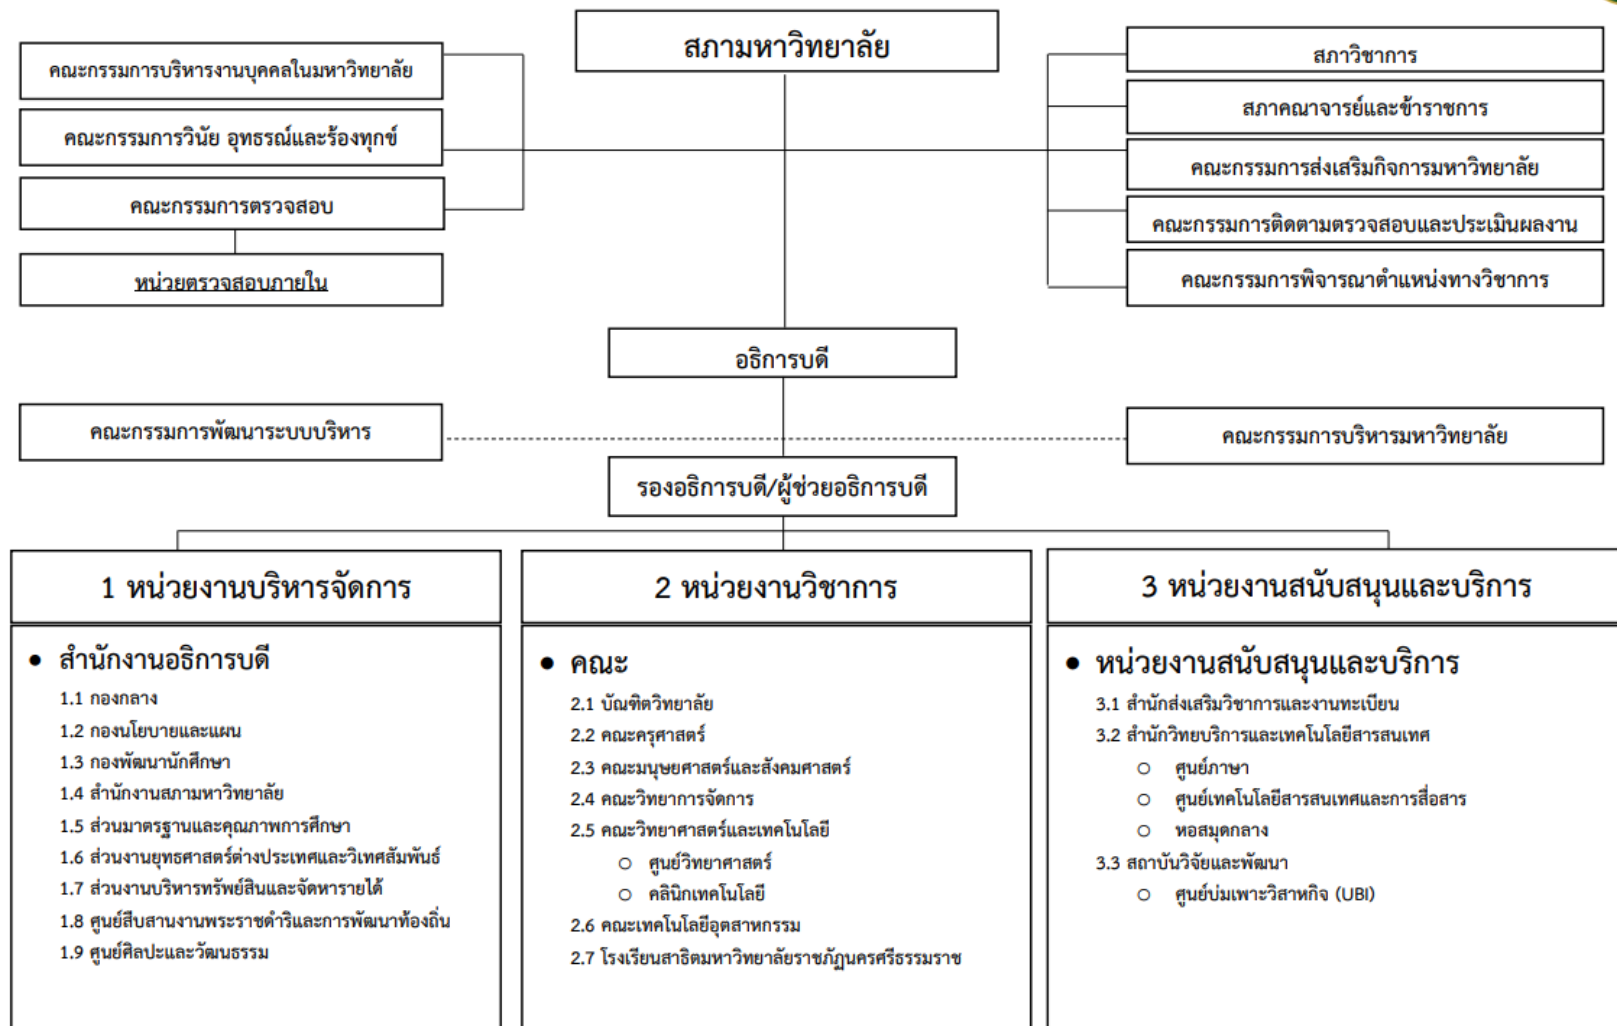 สภามหาวิทยาลัย
คณะกรรมการบริหารงานบุคคลในมหาวิทยาลัย
คณะกรรมการวินัย อุทธรณ์และร้องทุกข์
คณะกรรมการตรวจสอบ
หน่วยตรวจสอบภายใน
สภาวิชาการ
สภาคณาจารย์และข้าราชการ
คณะกรรมการส่งเสริมกิจการมหาวิทยาลัย
คณะกรรมการติดตามตรวจสอบและประเมินผลงาน
คณะกรรมการพิจารณาตำแหน่งทางวิชาการ
อธิการบดี
คณะกรรมการพัฒนาระบบบริหาร
คณะกรรมการบริหารมหาวิทยาลัย
รองอธิการบดี/ผู้ช่วยอธิการบดี
1 หน่วยงานบริหารจัดการ
● สำนักงานอธิการบดี
1.1 กองกลาง
1.2 กองนโยบายและแผน
1.3 กองพัฒนานักศึกษา
1.4 สำนักงานสภามหาวิทยาลัย
1.5 ส่วนมาตรฐานและคุณภาพการศึกษา
1.6 ส่วนงานยุทธศาสตร์ต่างประเทศและวิเทศสัมพันธ์
1.7 ส่วนงานบริหารทรัพย์สินและจัดหารายได้
1.8 ศูนย์สืบสานงานพระราชดำริและการพัฒนาท้องถิ่น
1.9 ศูนย์ศิลปะและวัฒนธรรม
2 หน่วยงานวิชาการ
● คณะ
2.1 บัณฑิตวิทยาลัย
2.2 คณะครุศาสตร์
2.3 คณะมนุษยศาสตร์และสังคมศาสตร์
2.4 คณะวิทยาการจัดการ
2.5 คณะวิทยาศาสตร์และเทคโนโลยี
○ ศูนย์วิทยาศาสตร์
○ คลินิกเทคโนโลยี
2.6 คณะเทคโนโลยีอุตสาหกรรม
2.7 โรงเรียนสาธิตมหาวิทยาลัยราชภัฏนครศรีธรรมราช
3 หน่วยงานสนับสนุนและบริการ
● หน่วยงานสนับสนุนและบริการ
3.1 สำนักส่งเสริมวิชาการและงานทะเบียน
3.2 สำนักวิทยบริการและเทคโนโลยีสารสนเทศ
○ ศูนย์ภาษา
○ ศูนย์เทคโนโลยีสารสนเทศและการสื่อสาร
○ หอสมุดกลาง
3.3 สถาบันวิจัยและพัฒนา
○ ศูนย์บ่มเพาะวิสาหกิจ (UBI)